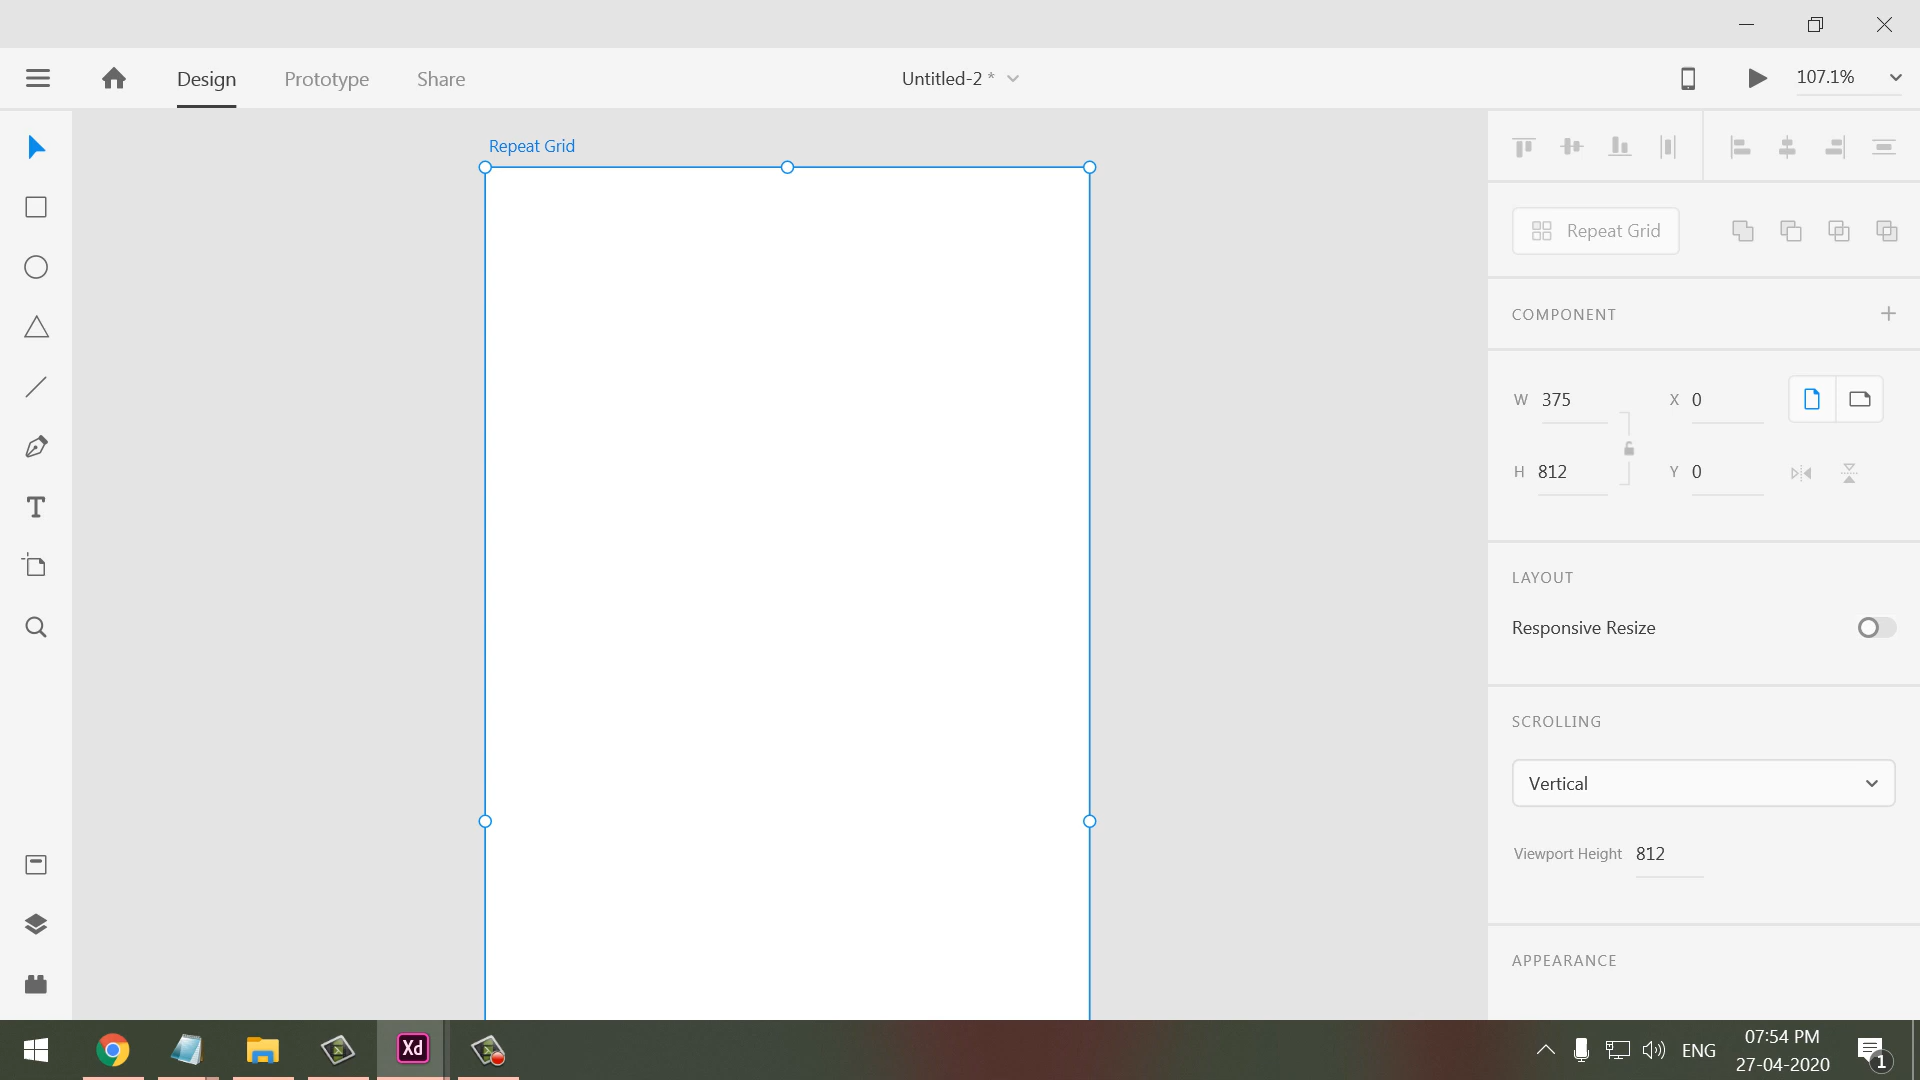 Design
Prototype
Share
Untitled-2 *
107.1%
Repeat Grid
Repeat Grid
COMPONENT
W 375
X 0
H 812
Y 0
LAYOUT
Responsive Resize
SCROLLING
Vertical
Viewport Height 812
APPEARANCE
T
Xd
ENG
07:54 PM
27-04-2020
1